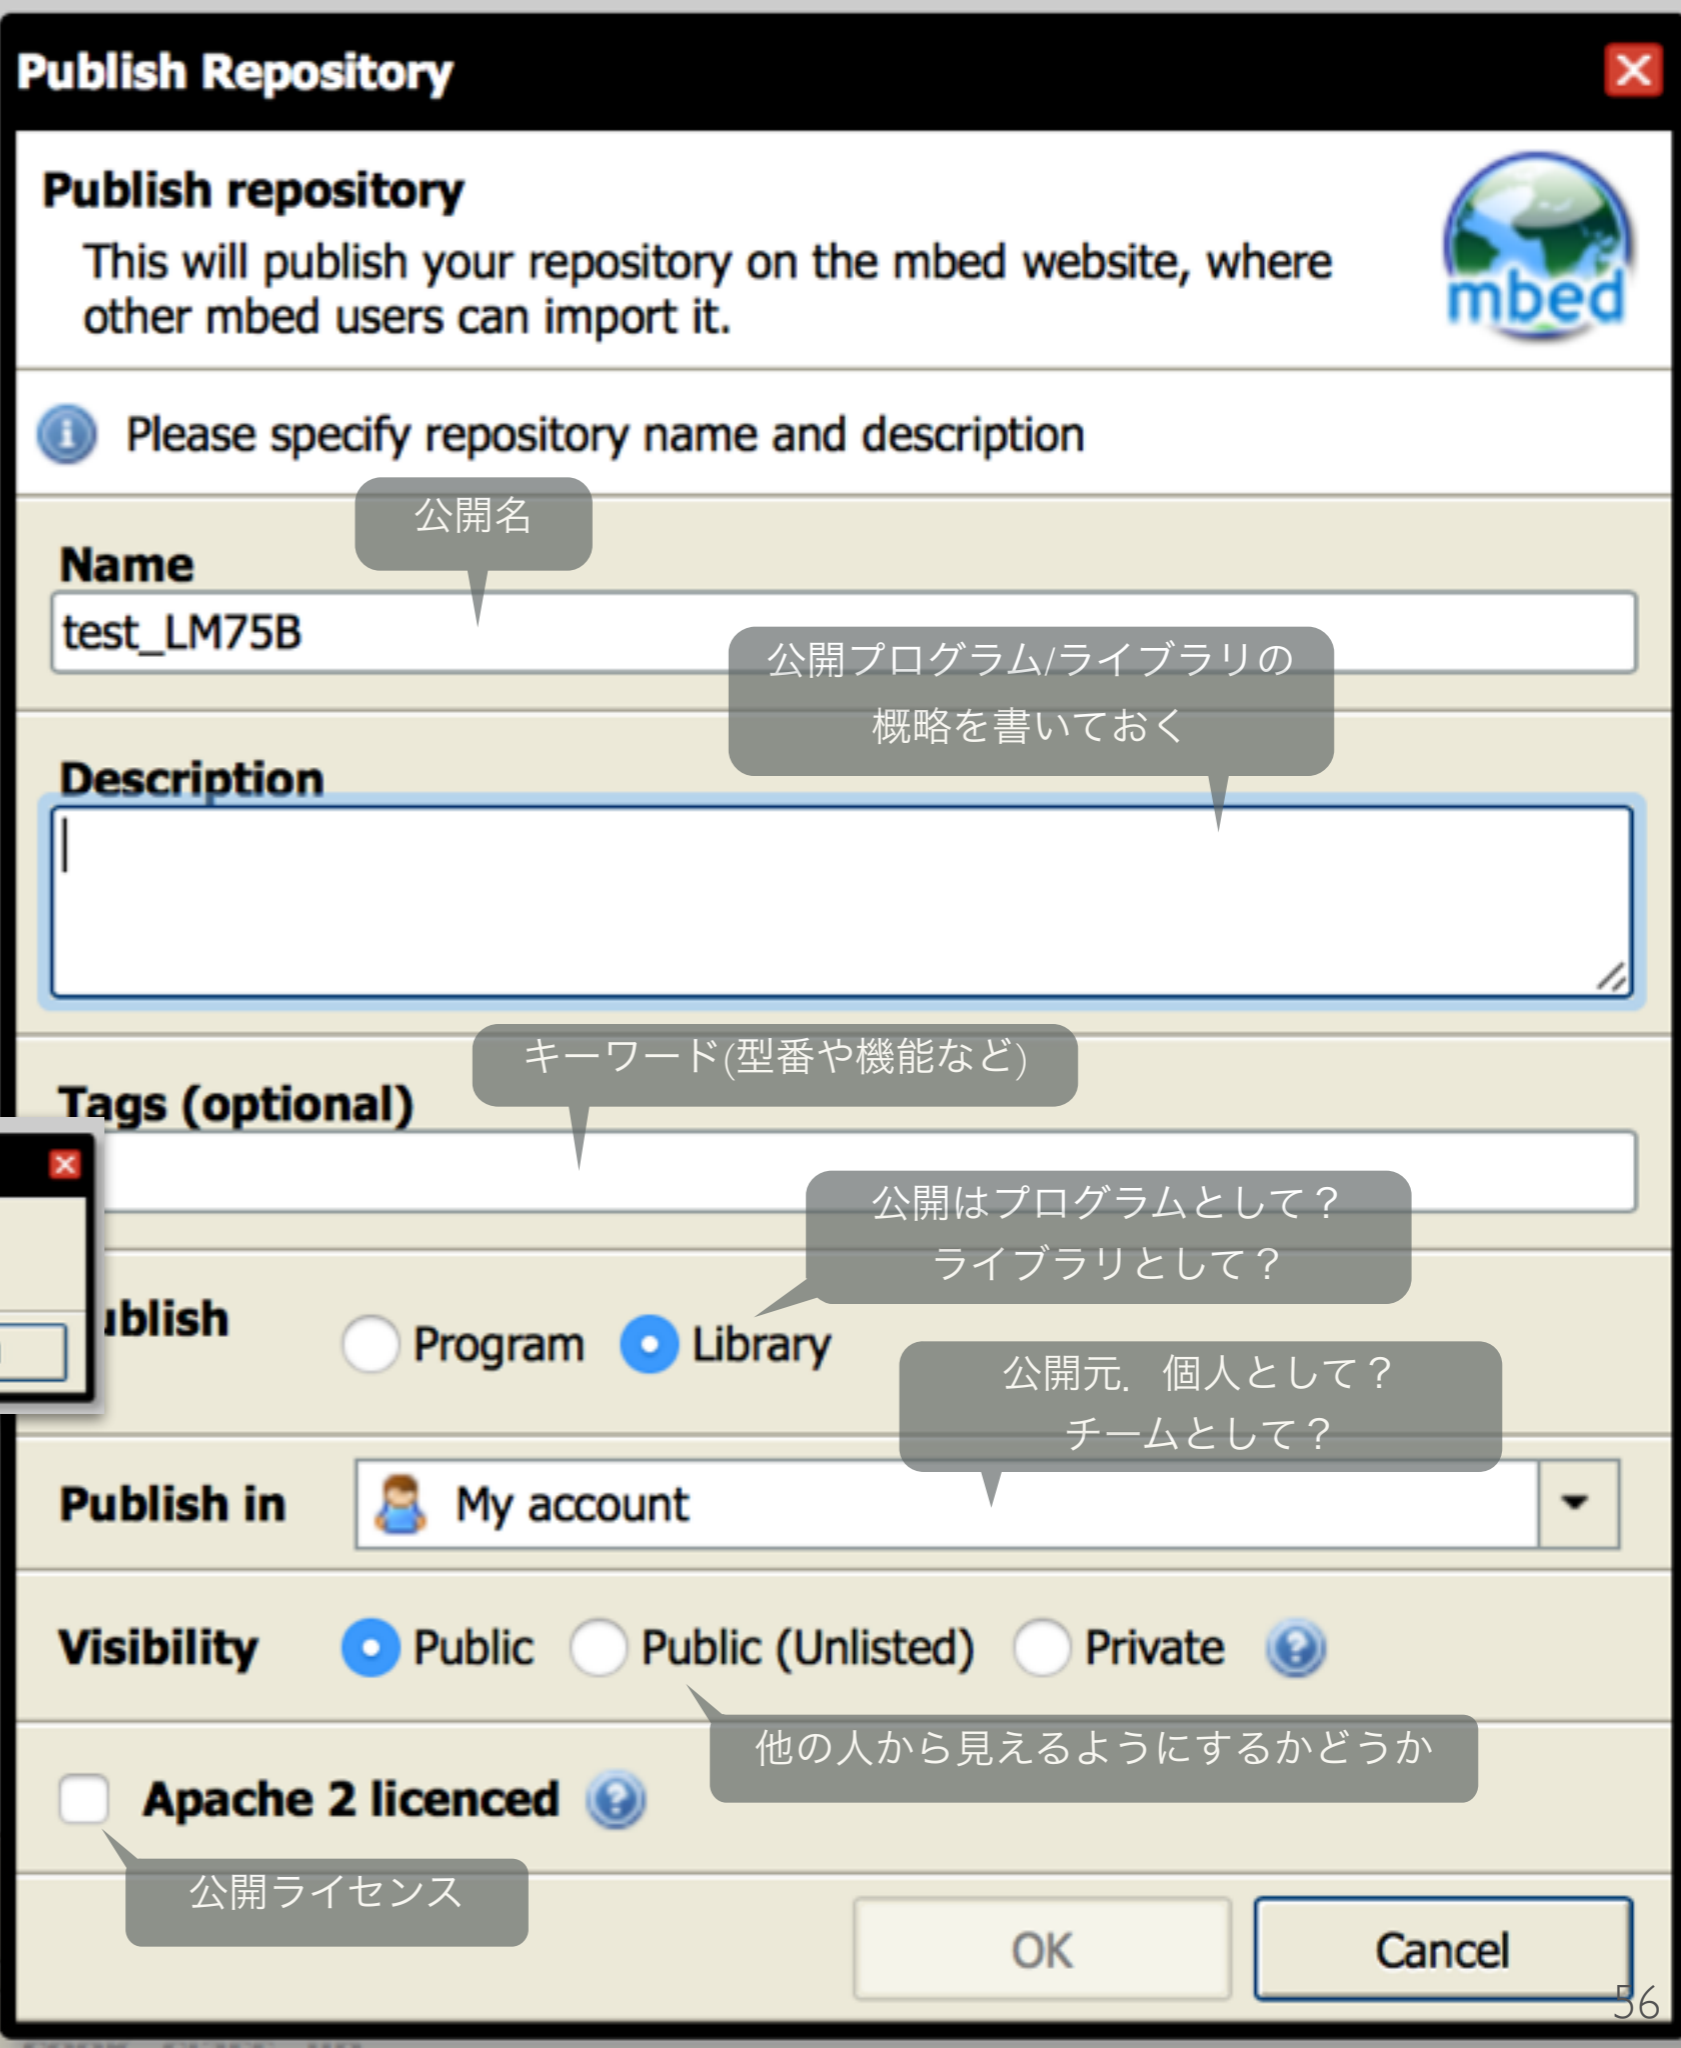 Publish Repository
Publish repository
This will publish your repository on the mbed website, where
other mbed users can import it.
mbed
Please specify repository name and description
公開名
Name
test_LM75B
公開プログラム/ライブラリの
概略を書いておく
Description
キーワード(型番や機能など)
Tags (optional)
公開はプログラムとして？
ライブラリとして？
ublish
Program
Library
公開元．個人として？
チームとして？
Publish in
My account
Visibility
Public
Public (Unlisted)
Private
他の人から見えるようにするかどうか
Apache 2 licenced
公開ライセンス
OK
Cancel
56